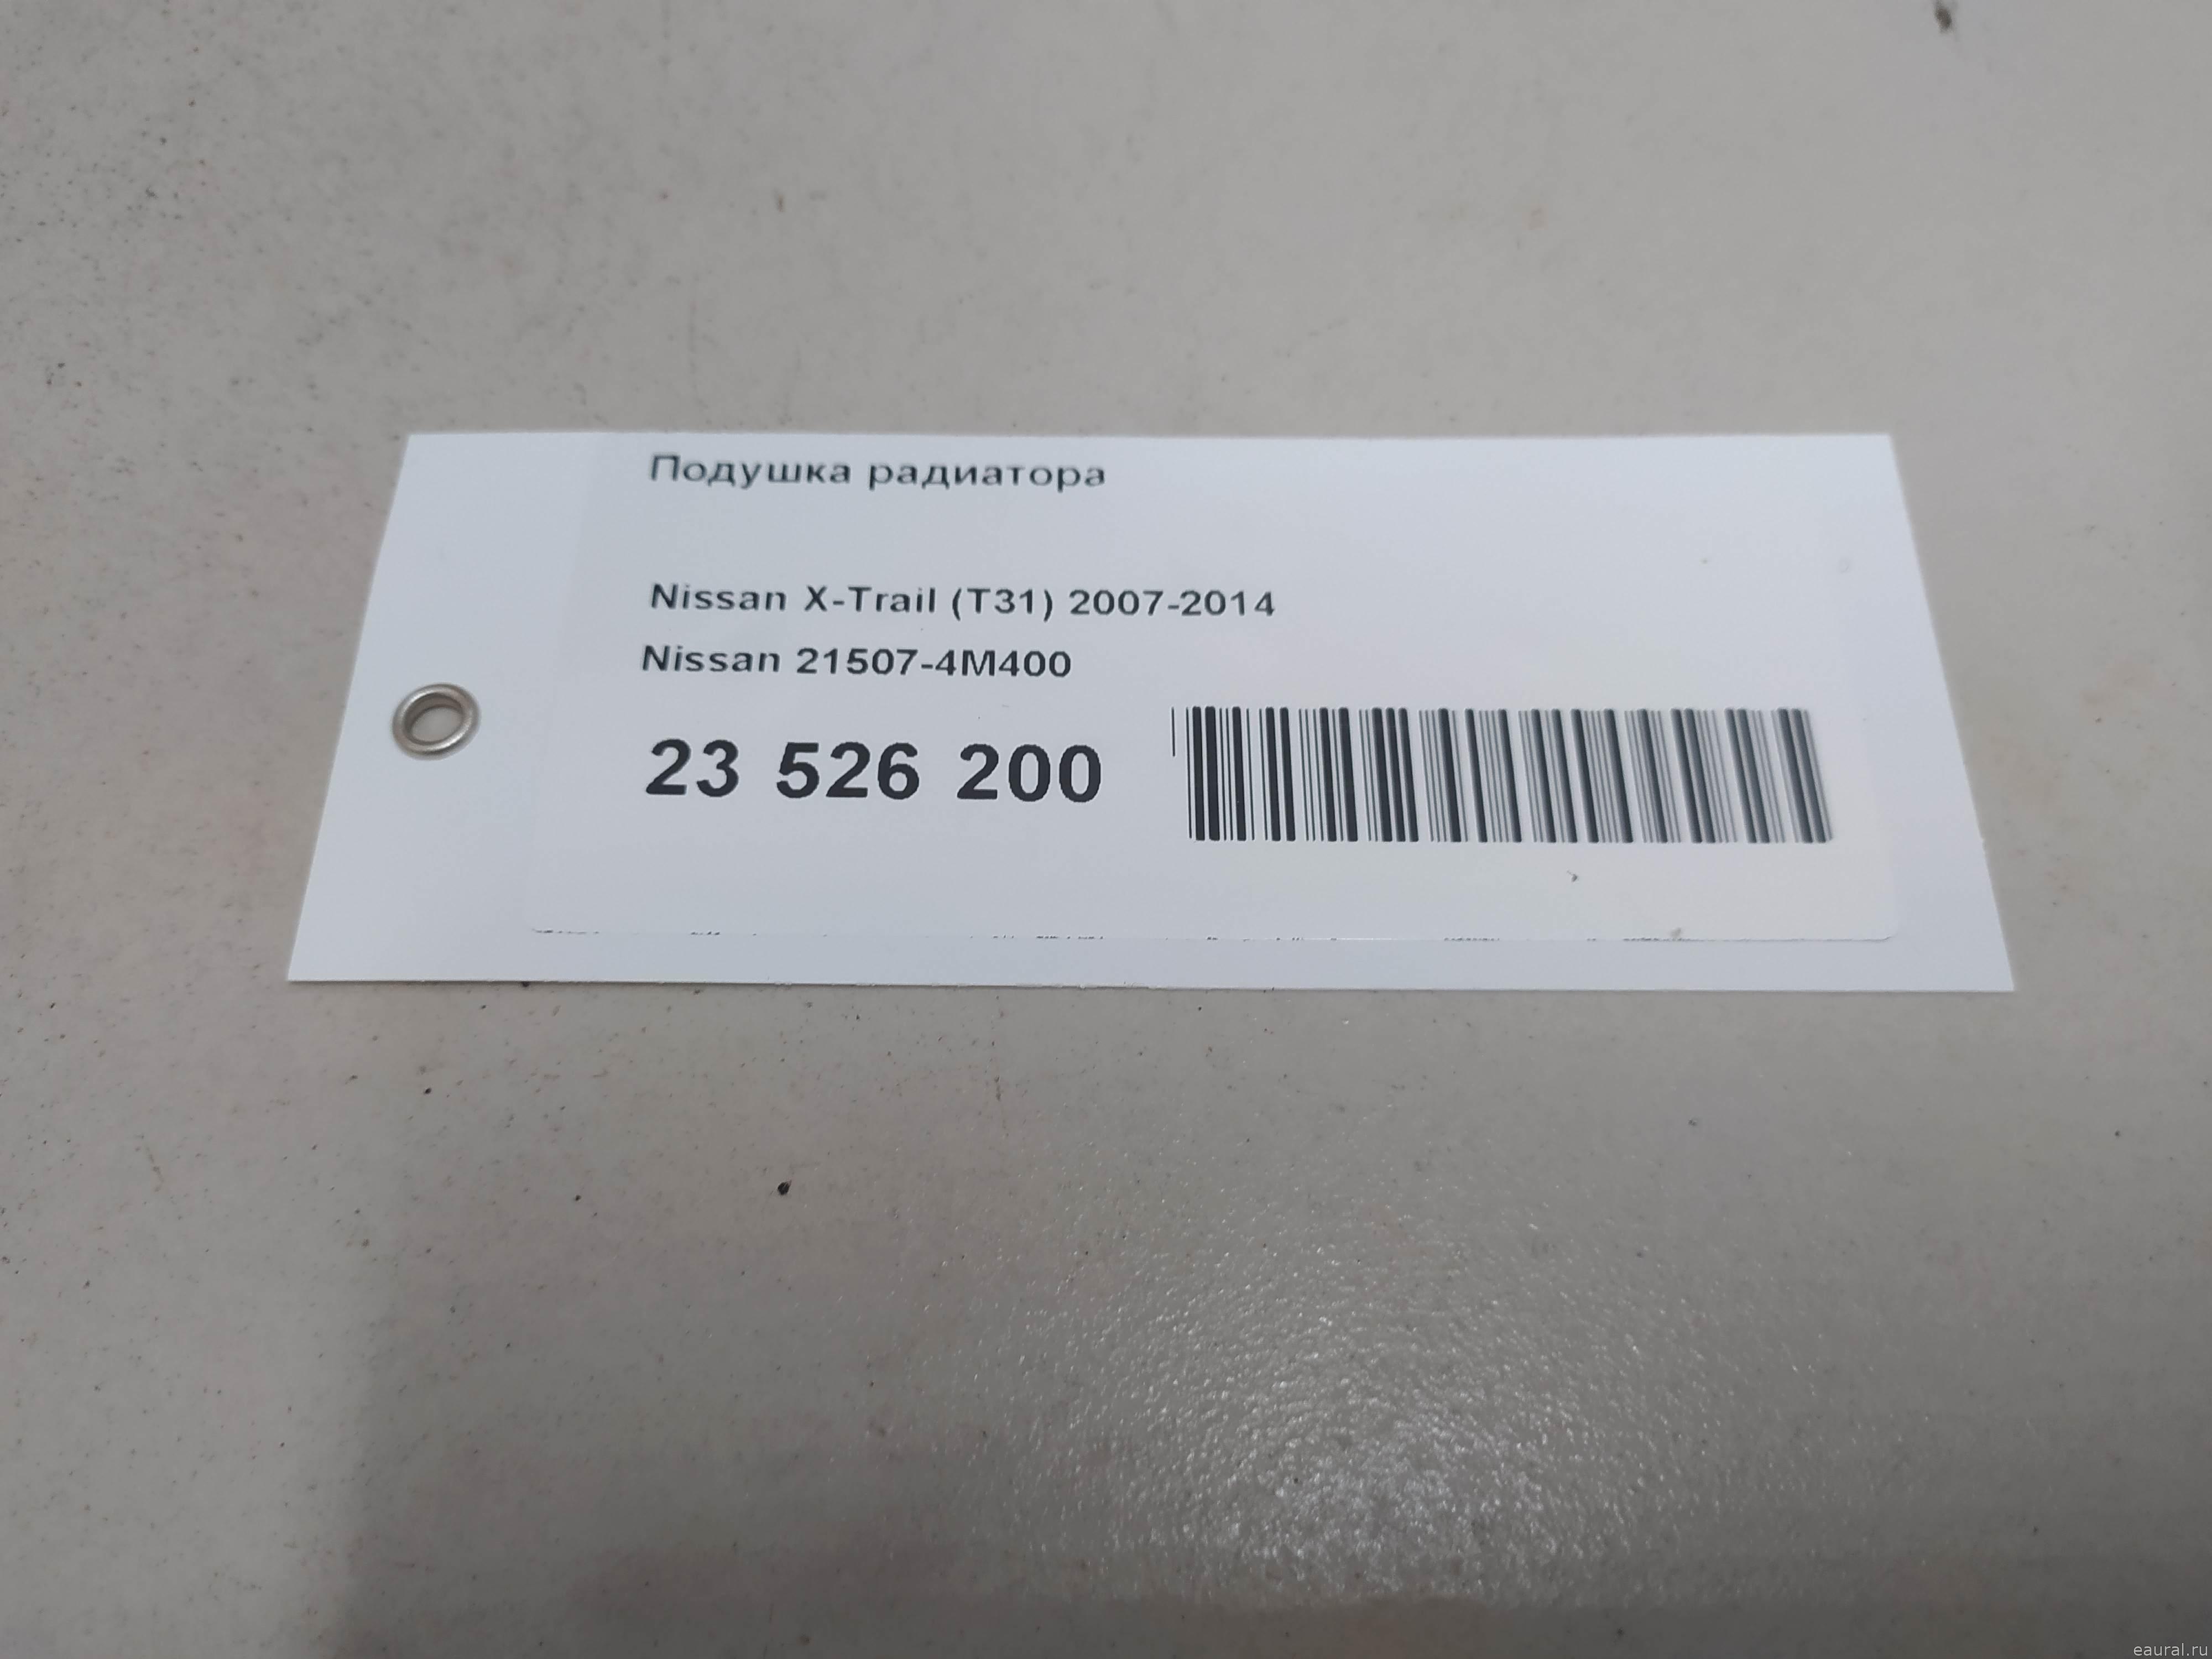 Подушка радиатора
Nissan X-Trail (T31) 2007-2014
Nissan 21507-4M400
23 526 200
eaural.ru